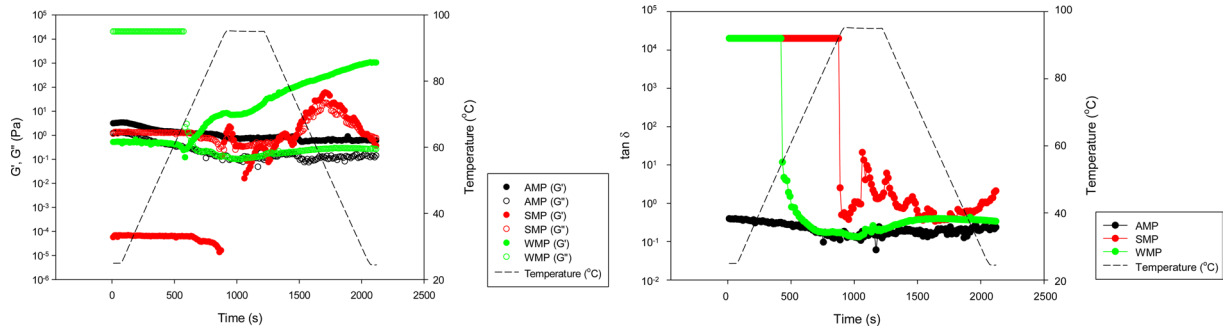 G', G" (Pa)
10⁵
10⁴
10³
10²
10¹
10⁰
10⁻¹
10⁻²
10⁻³
10⁻⁴
10⁻⁵
10⁻⁶
0
500
1000
1500
2000
2500
Time (s)
100
80
60
40
20
Temperature (°C)
AMP (G')
AMP (G")
SMP (G')
SMP (G")
WMP (G')
WMP (G")
Temperature (°C)
tan δ
10⁵
10⁴
10³
10²
10¹
10⁰
10⁻¹
10⁻²
0
500
1000
1500
2000
2500
Time (s)
100
80
60
40
20
Temperature (°C)
AMP
SMP
WMP
Temperature (°C)